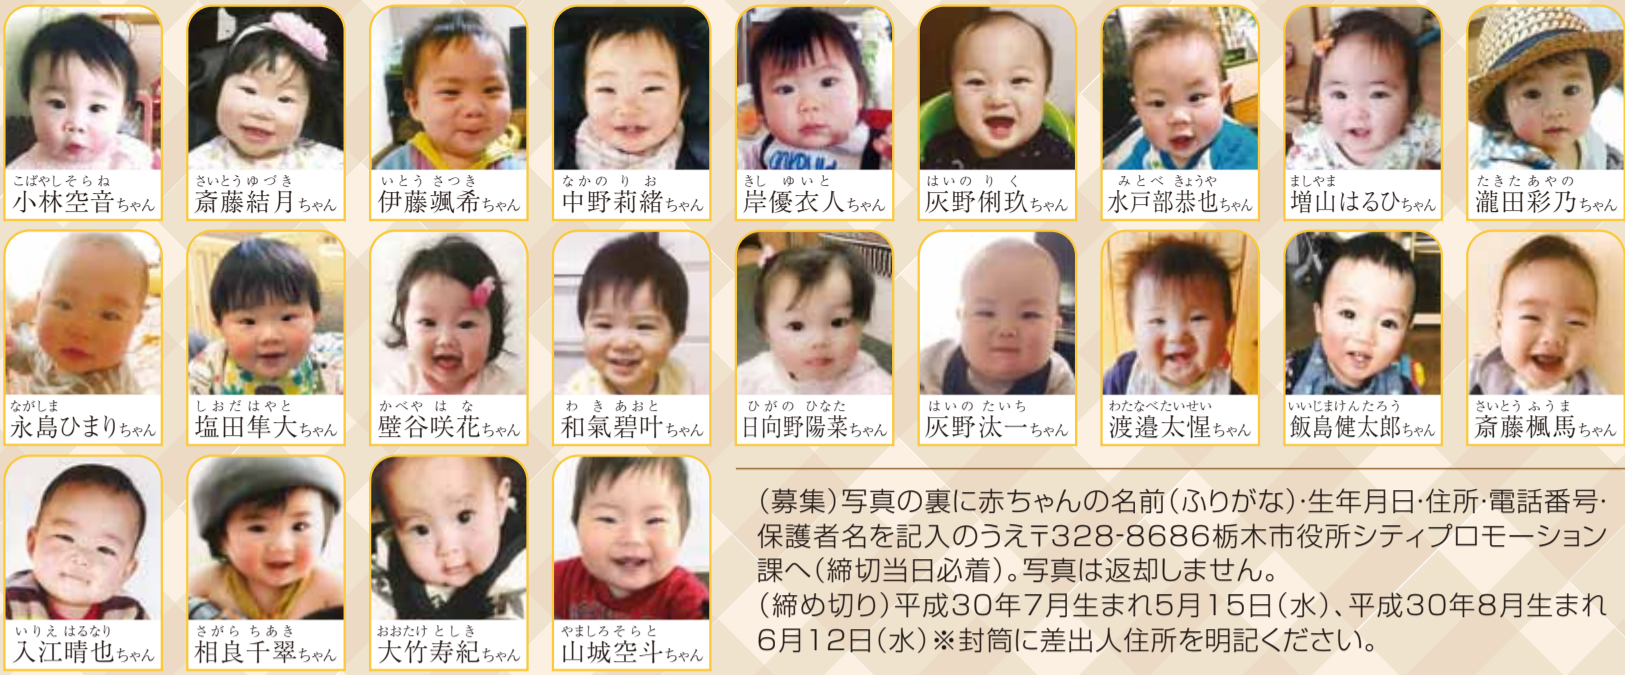 こばやしそらね
小林空音ちゃん
さいとうゆづき
斎藤結月ちゃん
いとう さつき
伊藤颯希ちゃん
なかの りお
中野莉緒ちゃん
きし ゆいと
岸優衣人ちゃん
はいの りく
灰野俐玖ちゃん
みとべ きょうや
水戸部恭也ちゃん
ましやま
増山はるひちゃん
たきた あやの
瀧田彩乃ちゃん
ながしま
永島ひまりちゃん
しおだ はやと
塩田隼大ちゃん
かべや はな
壁谷咲花ちゃん
わき あおと
和氣碧叶ちゃん
ひがの ひなた
日向野陽菜ちゃん
はいの たいち
灰野汰一ちゃん
わたなべたいせい
渡邉太惺ちゃん
いいじまけんたろう
飯島健太郎ちゃん
さいとう ふうま
斎藤楓馬ちゃん
いりえ はるなり
入江晴也ちゃん
さがら ちあき
相良千翠ちゃん
おおたけ としき
大竹寿紀ちゃん
やましろそらと
山城空斗ちゃん
（募集）写真の裏に赤ちゃんの名前（ふりがな）・生年月日・住所・電話番号・
保護者名を記入のうえ〒328-8686栃木市役所シティプロモーション
課へ（締切当日必着）。写真は返却しません。
（締め切り）平成30年7月生まれ5月15日（水）、平成30年8月生まれ
6月12日（水）※封筒に差出人住所を明記ください。